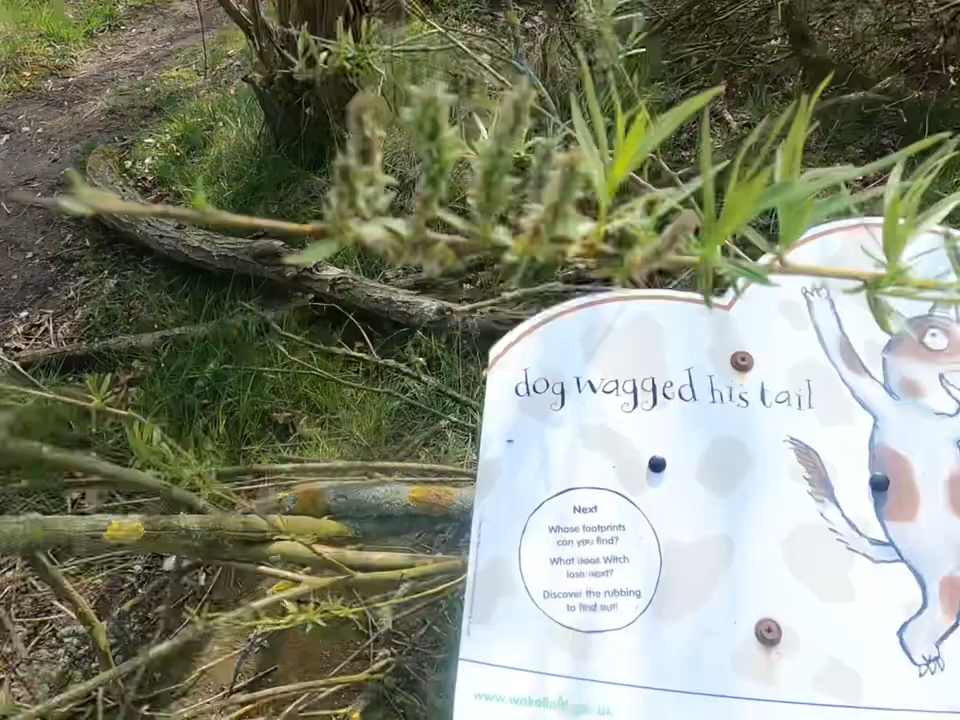 dog wagged his tail
Next
Whose footprints
can you find?
What does Witch
lose next?
Discover the rubbing
to find out!